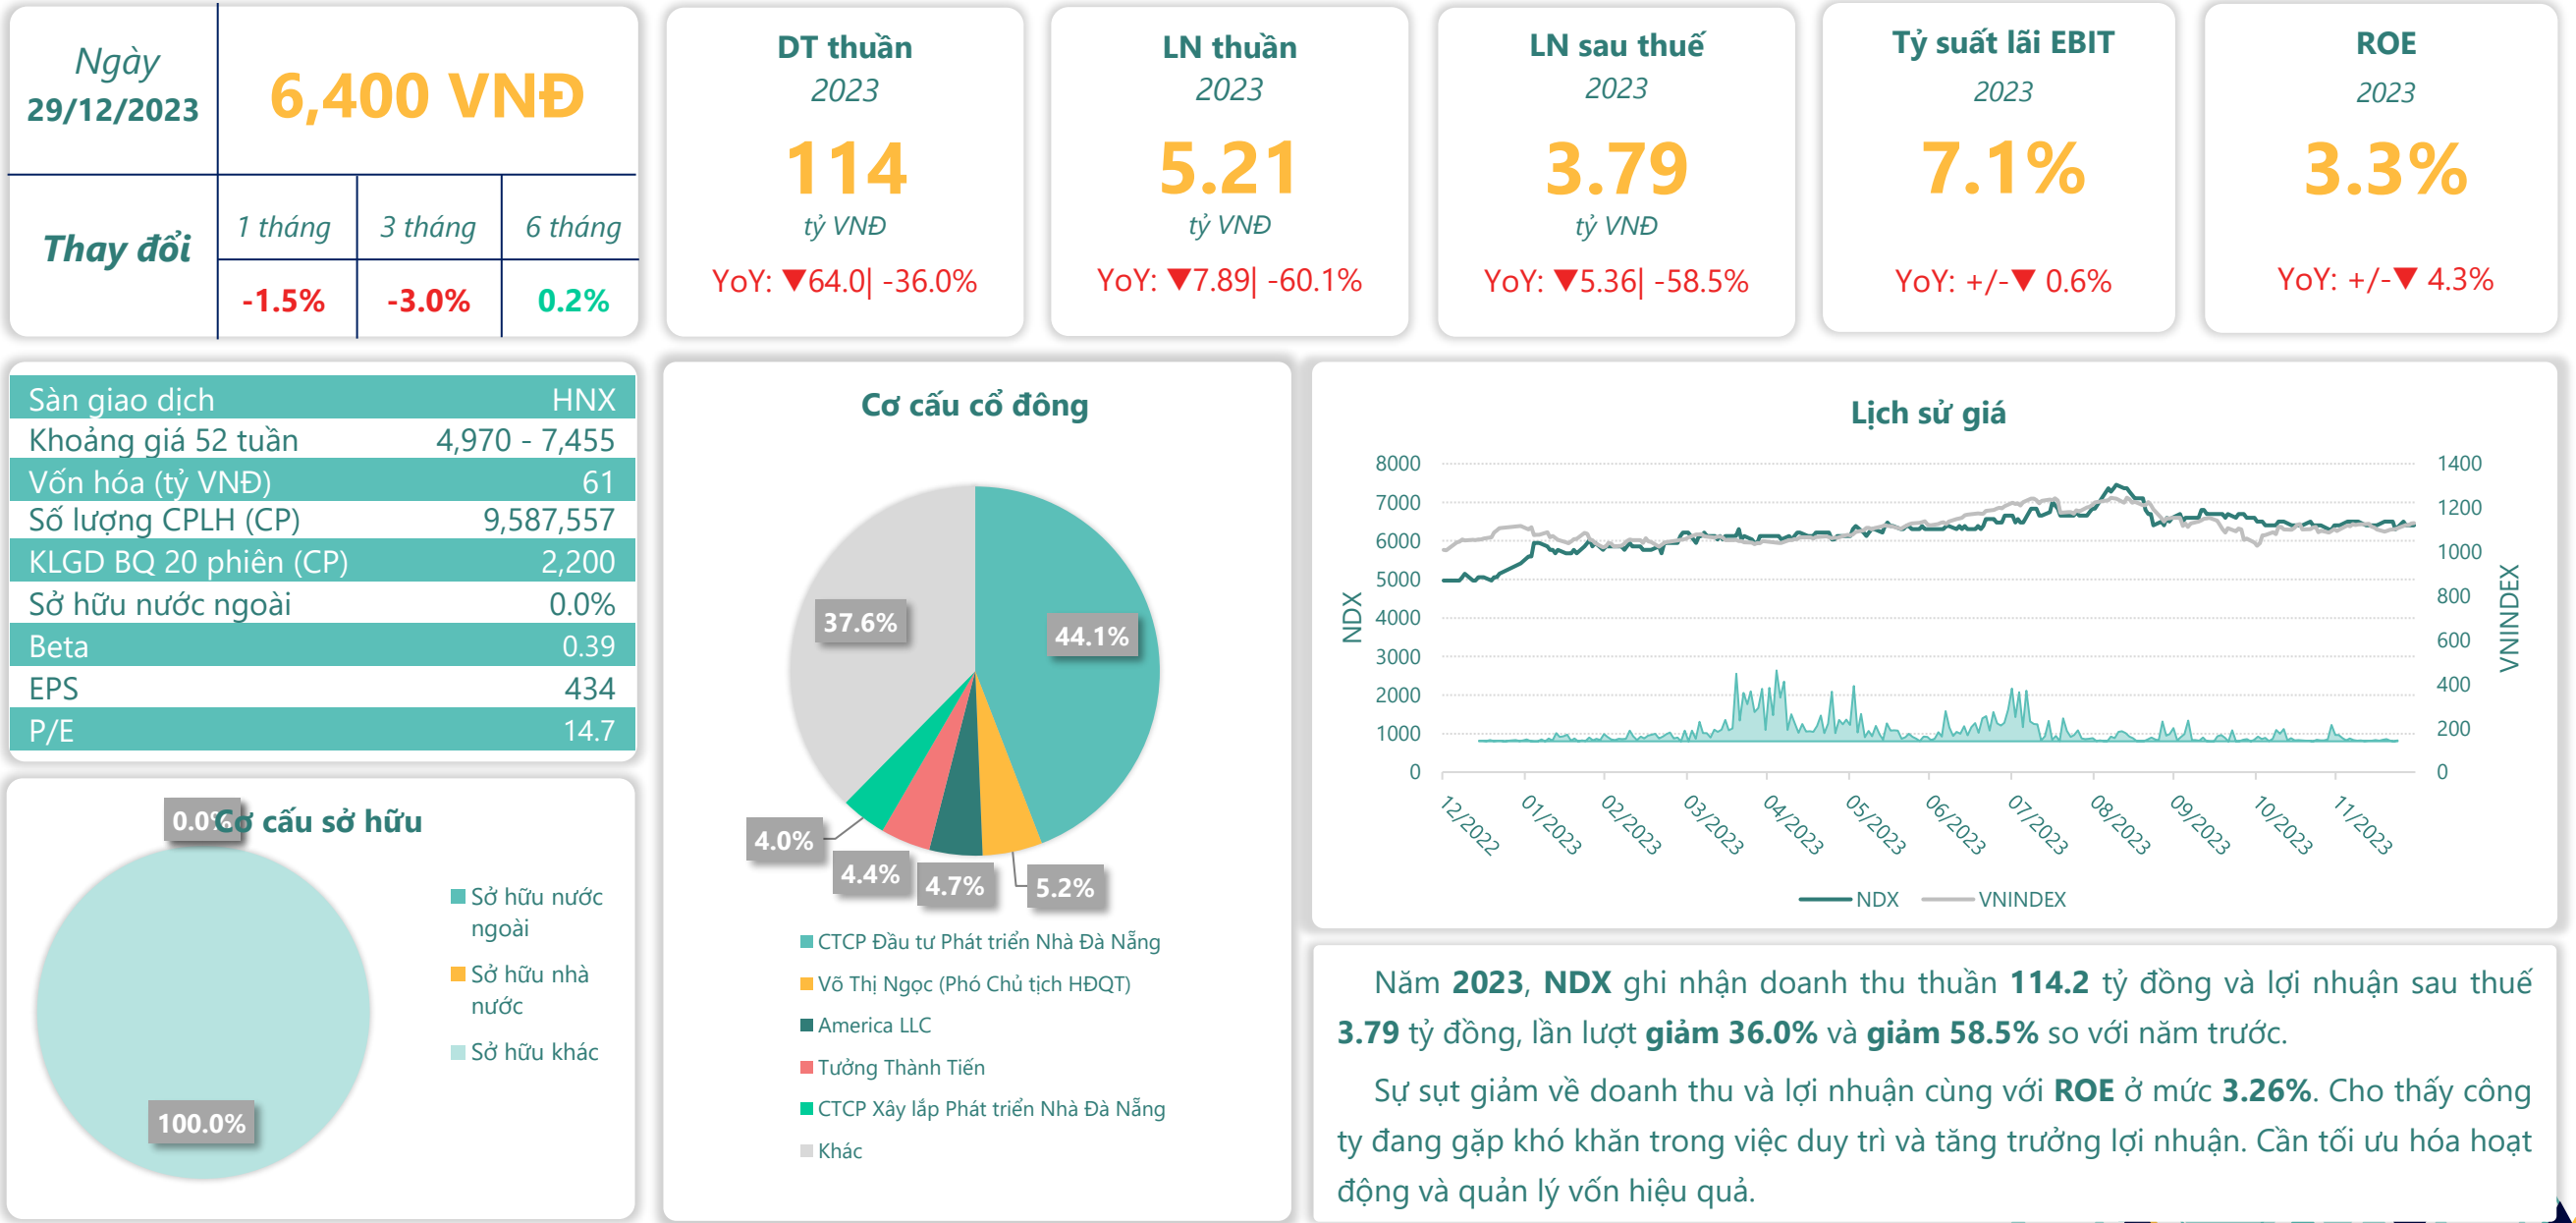 Ngày
29/12/2023
6,400 VNĐ
Thay đổi
1 tháng
3 tháng
6 tháng
-1.5%
-3.0%
0.2%
DT thuần
2023
114
tỷ VNĐ
YoY: ▼64.0| -36.0%
LN thuần
2023
5.21
tỷ VNĐ
YoY: ▼7.89| -60.1%
LN sau thuế
2023
3.79
tỷ VNĐ
YoY: ▼5.36| -58.5%
Tỷ suất lãi EBIT
2023
7.1%
YoY: +/-▼ 0.6%
ROE
2023
3.3%
YoY: +/-▼ 4.3%
Sàn giao dịch HNX
Khoảng giá 52 tuần 4,970 - 7,455
Vốn hóa (tỷ VNĐ) 61
Số lượng CPLH (CP) 9,587,557
KLGD BQ 20 phiên (CP) 2,200
Sở hữu nước ngoài 0.0%
Beta 0.39
EPS 434
P/E 14.7
Cơ cấu sở hữu
0.0%
100.0%
Sở hữu nước
ngoài
Sở hữu nhà
nước
Sở hữu khác
Cơ cấu cổ đông
37.6%
44.1%
4.0%
4.4%
4.7%
5.2%
CTCP Đầu tư Phát triển Nhà Đà Nẵng
Võ Thị Ngọc (Phó Chủ tịch HĐQT)
America LLC
Tưởng Thành Tiến
CTCP Xây lắp Phát triển Nhà Đà Nẵng
Khác
Lịch sử giá
8000
7000
6000
5000
4000
3000
2000
1000
0
NDX
1400
1200
1000
800
600
400
200
0
VNINDEX
12/2022
01/2023
02/2023
03/2023
04/2023
05/2023
06/2023
07/2023
08/2023
09/2023
10/2023
11/2023
NDX
VNINDEX
Năm 2023, NDX ghi nhận doanh thu thuần 114.2 tỷ đồng và lợi nhuận sau thuế
3.79 tỷ đồng, lần lượt giảm 36.0% và giảm 58.5% so với năm trước.
Sự sụt giảm về doanh thu và lợi nhuận cùng với ROE ở mức 3.26%. Cho thấy công
ty đang gặp khó khăn trong việc duy trì và tăng trưởng lợi nhuận. Cần tối ưu hóa hoạt
động và quản lý vốn hiệu quả.